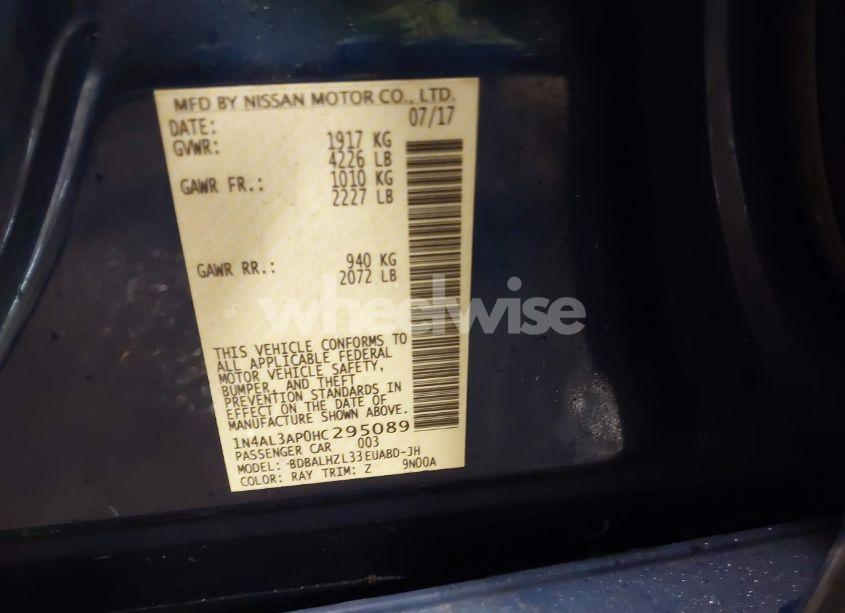 MFD BY NISSAN MOTOR CO., LTD.
DATE: 07/17
GVWR: 1917 KG
4226 LB
GAWR FR.: 1010 KG
2227 LB
GAWR RR.: 940 KG
2072 LB
wheelwise
THIS VEHICLE CONFORMS TO
ALL APPLICABLE FEDERAL
MOTOR VEHICLE SAFETY,
BUMPER, AND THEFT
PREVENTION STANDARDS IN
EFFECT ON THE DATE OF
MANUFACTURE SHOWN ABOVE.
1N4AL3AP0HC295089
PASSENGER CAR 003
MODEL: BDBALHZL33EUABD-JH
COLOR: RAY TRIM: Z 9N00A